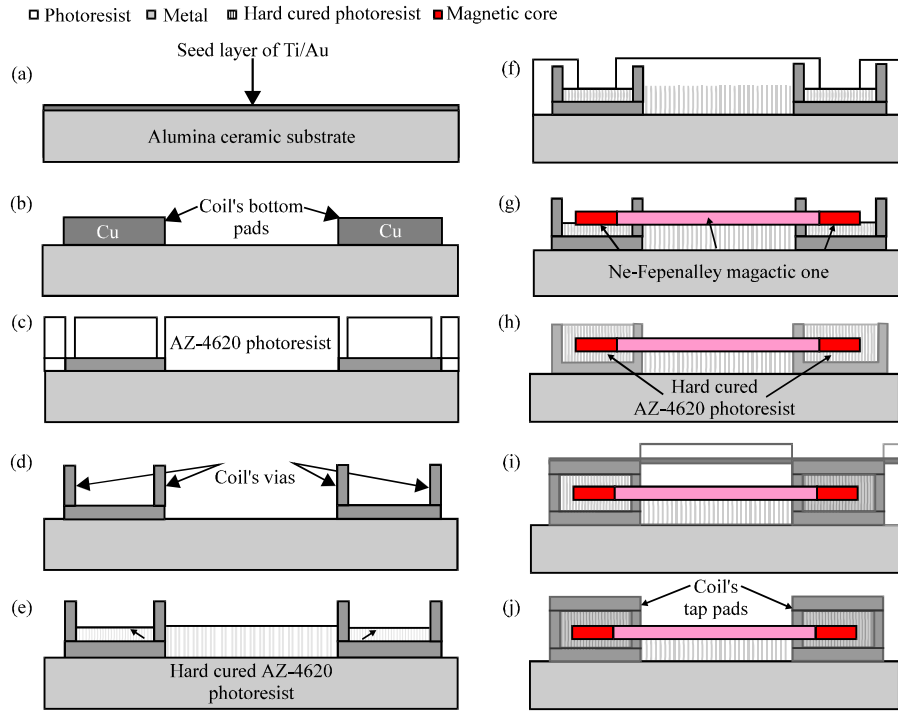 Photoresist Metal Hard cured photoresist Magnetic core
(a)
Seed layer of Ti/Au
Alumina ceramic substrate
(b)
Coil's bottom
pads
Cu Cu
(c)
AZ-4620 photoresist
(d)
Coil's vias
(e)
Hard cured AZ-4620
photoresist
(f)
(g)
Ne-Fepenalley magactic one
(h)
Hard cured
AZ-4620 photoresist
(i)
(j)
Coil's
tap pads